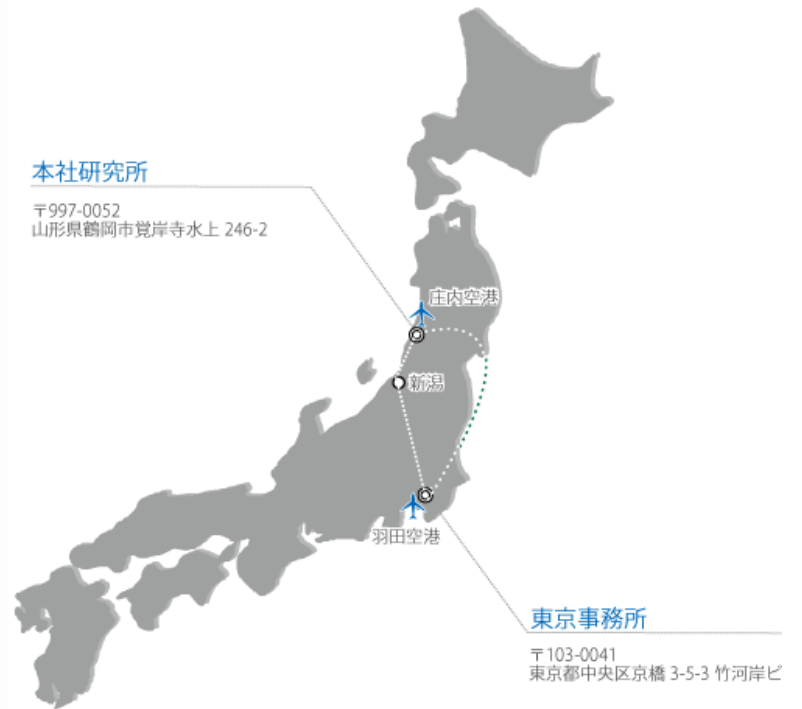 本社研究所
〒997-0052
山形県鶴岡市覚岸寺水上 246-2
庄内空港
新潟
羽田空港
東京事務所
〒103-0041
東京都中央区京橋 3-5-3 竹河岸ビ